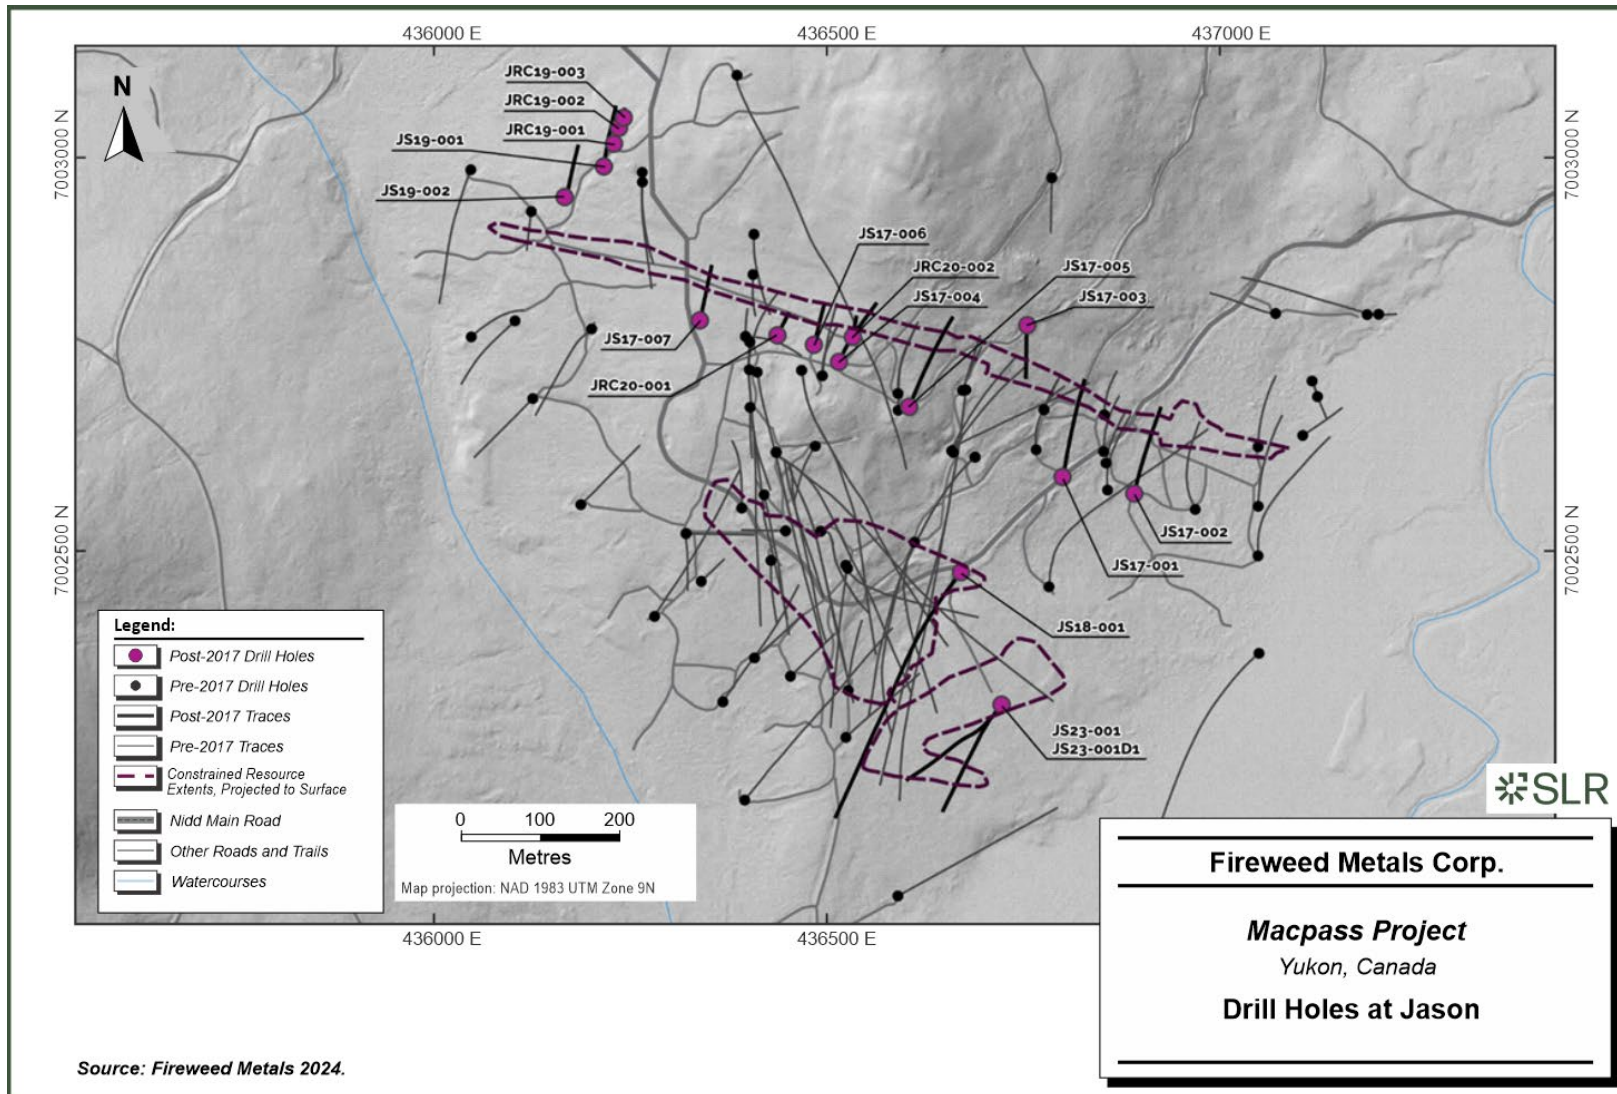 436000 E
436500 E
437000 E
N
7003000 N
7003000 N
7002500 N
7002500 N
JRC19-003
JRC19-002
JRC19-001
JS19-001
JS19-002
JS17-006
JRC20-002
JS17-005
JS17-004
JS17-003
JS17-007
JRC20-001
JS17-002
JS17-001
JS18-001
JS23-001
JS23-001D1
Legend:
Post-2017 Drill Holes
Pre-2017 Drill Holes
Post-2017 Traces
Pre-2017 Traces
Constrained Resource
Extents, Projected to Surface
Nidd Main Road
Other Roads and Trails
Watercourses
0 100 200
Metres
Map projection: NAD 1983 UTM Zone 9N
436000 E
436500 E
SLR
Fireweed Metals Corp.
Macpass Project
Yukon, Canada
Drill Holes at Jason
Source: Fireweed Metals 2024.